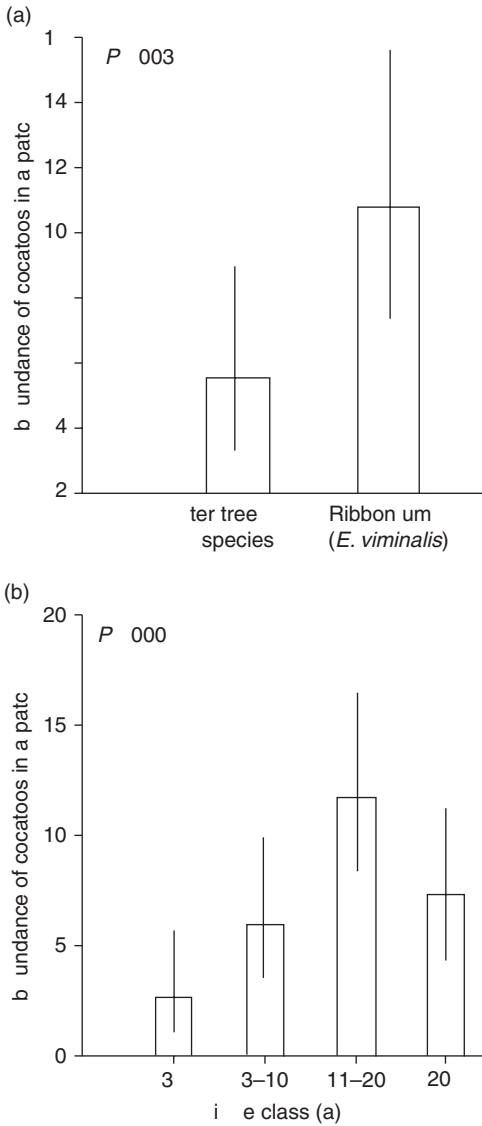 (a)
P 003
1
14
12
10
4
2
b undance of cocatoos in a patc
ter tree
species
Ribbon um
(E. viminalis)
(b)
P 000
20
15
10
5
0
b undance of cocatoos in a patc
3
3–10
11–20
20
i e class (a)